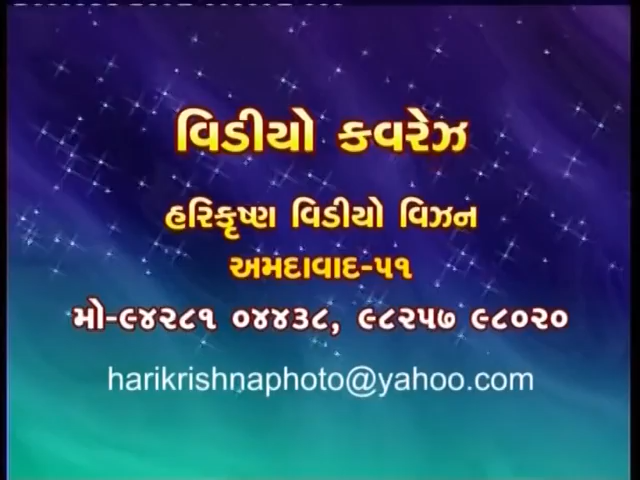 વિડીયો કવરેઝ
હરિકૃષ્ણ વિડીયો વિઝન
અમદાવાદ-૫૧
મો-૯૪૨૮૧ ૦૪૪૩૮, ૯૮૨૫૭ ૯૮૦૨૦
harikrishnaphoto@yahoo.com